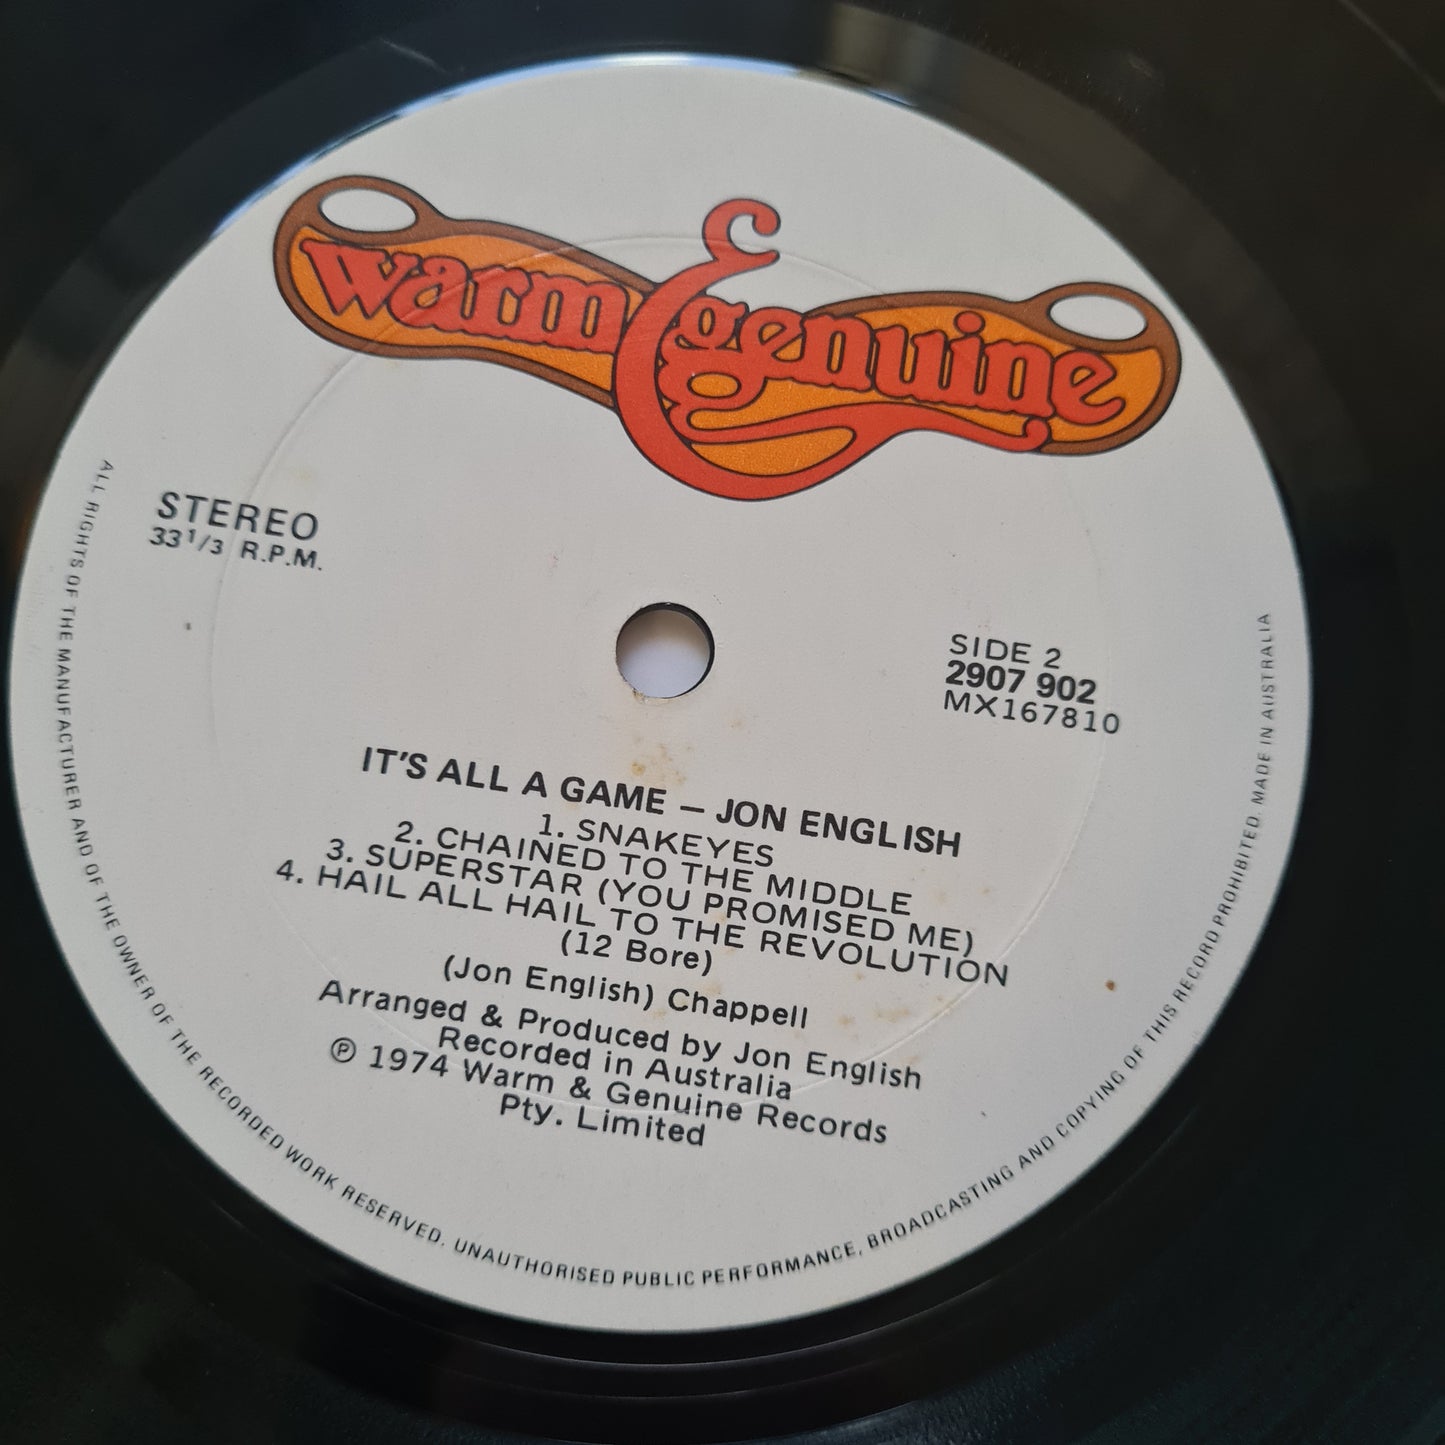 warm & genuine
STEREO
33 1/3 R.P.M.
SIDE 2
2907 902
MX167810
IT'S ALL A GAME – JON ENGLISH
1. SNAKEYES
2. CHAINED TO THE MIDDLE
3. SUPERSTAR (YOU PROMISED ME)
4. HAIL ALL HAIL TO THE REVOLUTION
(12 Bore)
(Jon English) Chappell
Arranged & Produced by Jon English
Recorded in Australia
℗ 1974 Warm & Genuine Records
Pty. Limited
ALL RIGHTS OF THE MANUFACTURER AND OF THE OWNER OF THE RECORDED WORK RESERVED. UNAUTHORISED PUBLIC PERFORMANCE, BROADCASTING AND COPYING OF THIS RECORD PROHIBITED. MADE IN AUSTRALIA